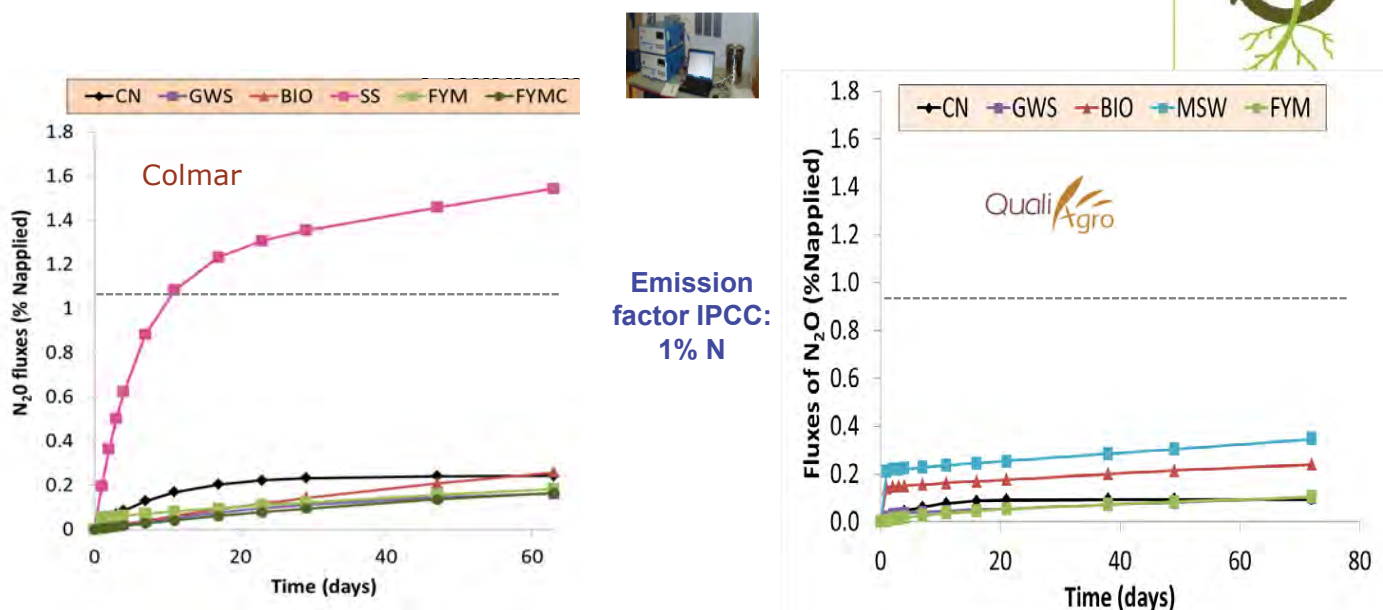 CN GWS BIO SS FYM FYMC
1.8
1.6
1.4
1.2
1
0.8
0.6
0.4
0.2
0
N₂0 fluxes (% Napplied)
Colmar
0 20 40 60
Time (days)
Emission
factor IPCC:
1% N
CN GWS BIO MSW FYM
1.8
1.6
1.4
1.2
1.0
0.8
0.6
0.4
0.2
0.0
Fluxes of N₂O (%Napplied)
Quali
Agro
0 20 40 60 80
Time (days)